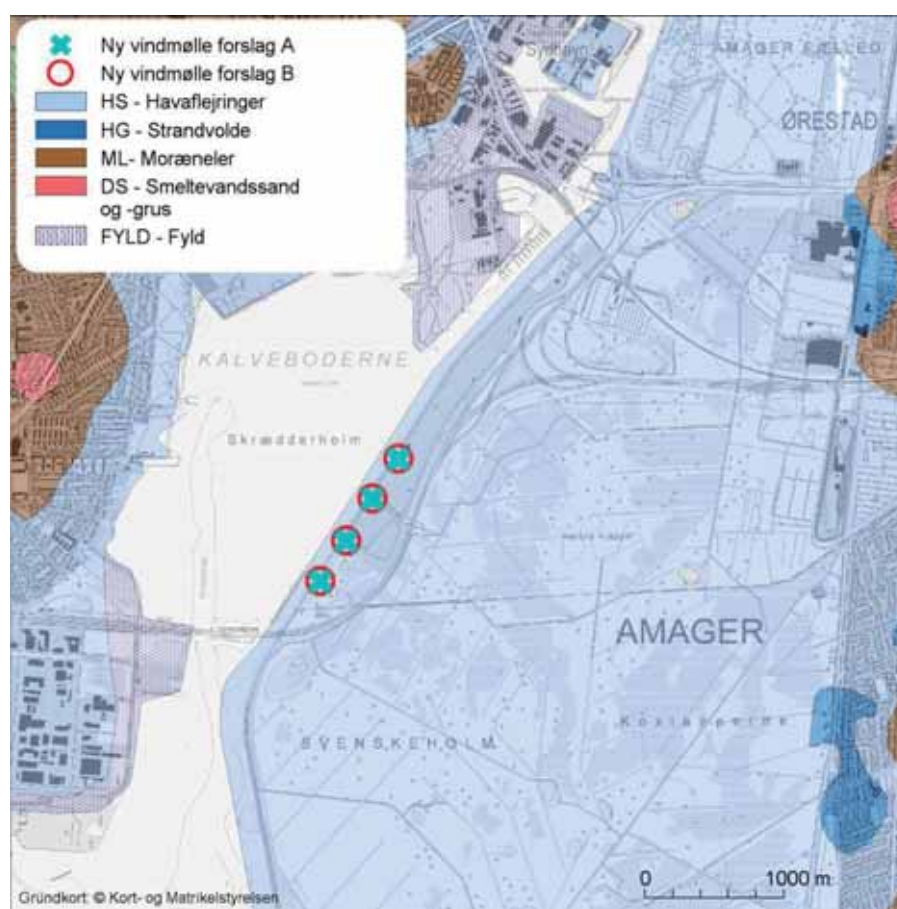 Ny vindmølle forslag A
Ny vindmølle forslag B
HS - Havaflejringer
HG - Strandvolde
ML- Moræneler
DS - Smeltevandssand
og -grus
FYLD - Fyld
AMAGER FÆLLED
ØRESTAD
KALVEBODERNE
Skrædderholm
AMAGER
SVENSKEHOLM
0 1000 m
Grundkort: © Kort- og Matrikelstyrelsen